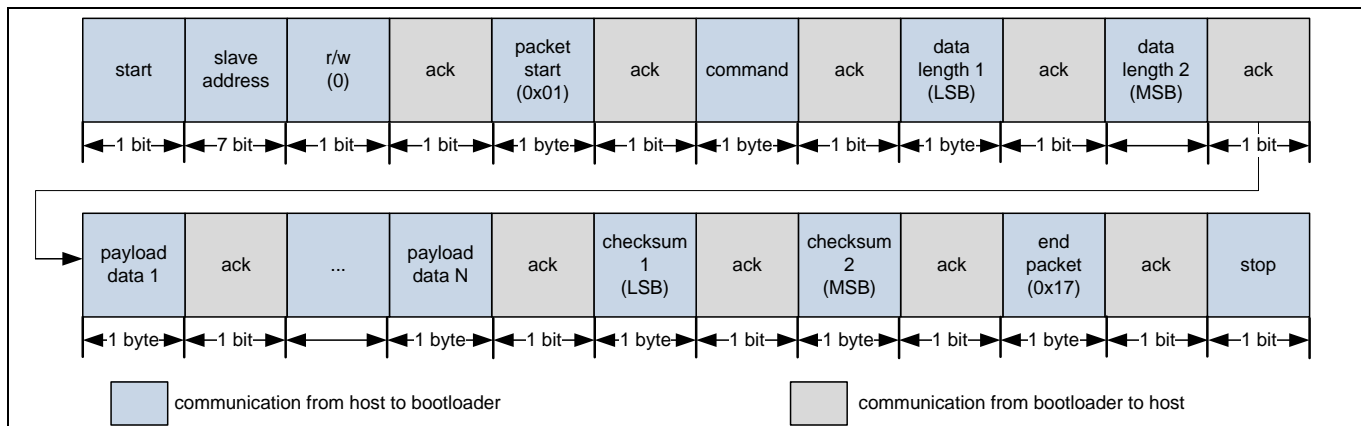 start
slave
address
r/w
(0)
ack
packet
start
(0x01)
ack
command
ack
data
length 1
(LSB)
ack
data
length 2
(MSB)
ack
1 bit
7 bit
1 bit
1 bit
1 byte
1 bit
1 byte
1 bit
1 byte
1 bit
1 bit
payload
data 1
ack
...
payload
data N
ack
checksum
1
(LSB)
ack
checksum
2
(MSB)
ack
end
packet
(0x17)
ack
stop
1 byte
1 bit
1 byte
1 bit
1 byte
1 bit
1 byte
1 bit
1 byte
1 bit
1 bit
communication from host to bootloader
communication from bootloader to host